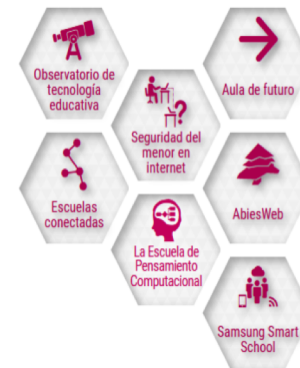 Observatorio de
tecnología
educativa
Aula de futuro
Seguridad del
menor en
internet
Escuelas
conectadas
AbiesWeb
La Escuela de
Pensamiento
Computacional
Samsung Smart
School